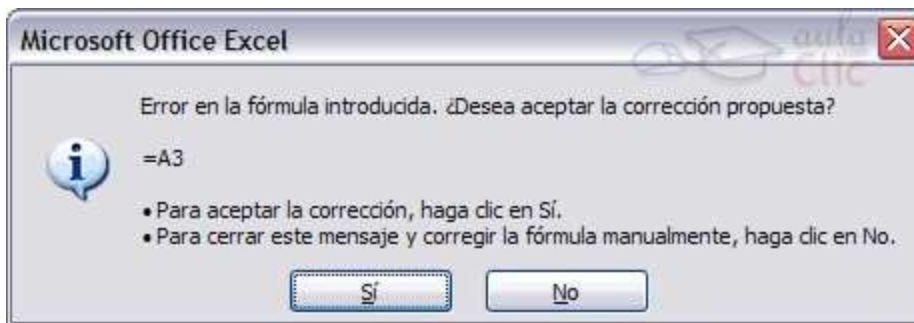 Microsoft Office Excel
aula
Clic
Error en la fórmula introducida. ¿Desea aceptar la corrección propuesta?
=A3
• Para aceptar la corrección, haga clic en Sí.
• Para cerrar este mensaje y corregir la fórmula manualmente, haga clic en No.
Sí
No